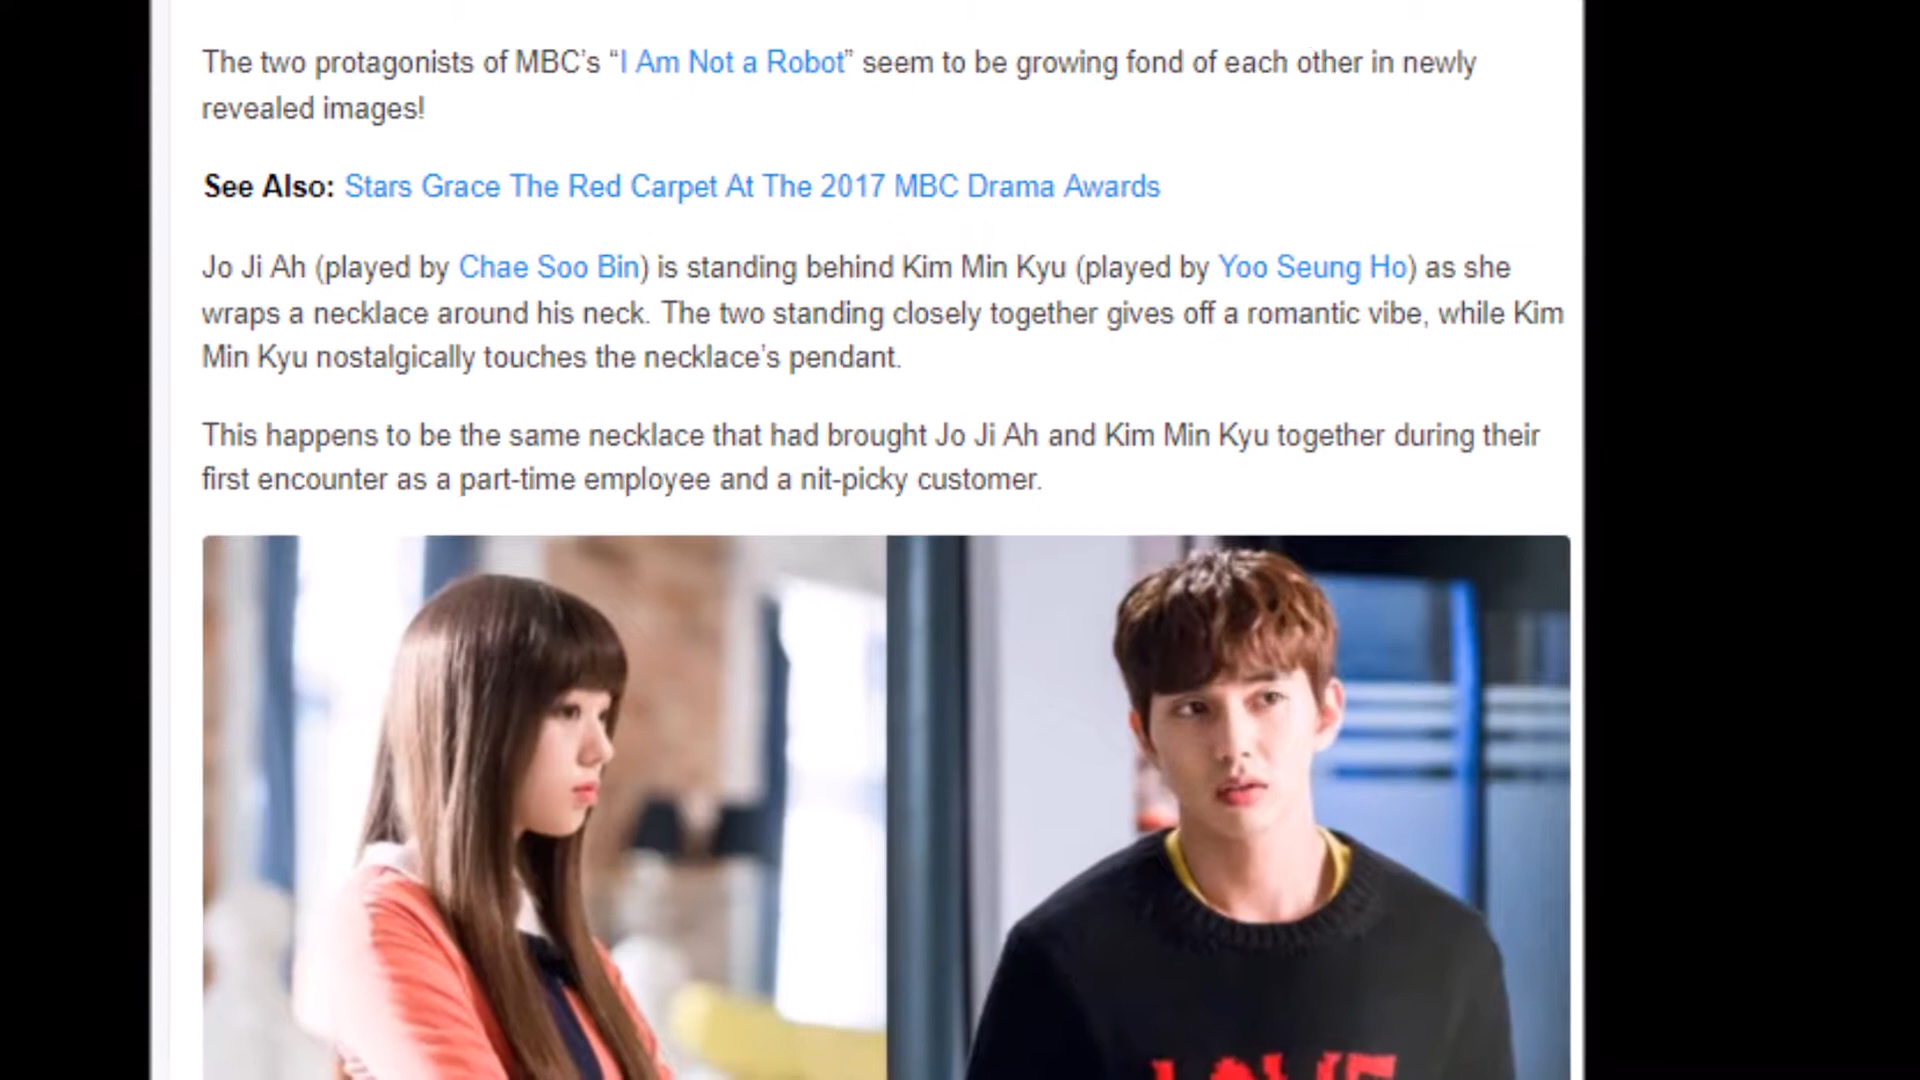 The two protagonists of MBC’s “I Am Not a Robot” seem to be growing fond of each other in newly
revealed images!
See Also: Stars Grace The Red Carpet At The 2017 MBC Drama Awards
Jo Ji Ah (played by Chae Soo Bin) is standing behind Kim Min Kyu (played by Yoo Seung Ho) as she
wraps a necklace around his neck. The two standing closely together gives off a romantic vibe, while Kim
Min Kyu nostalgically touches the necklace’s pendant.
This happens to be the same necklace that had brought Jo Ji Ah and Kim Min Kyu together during their
first encounter as a part-time employee and a nit-picky customer.
LOVE